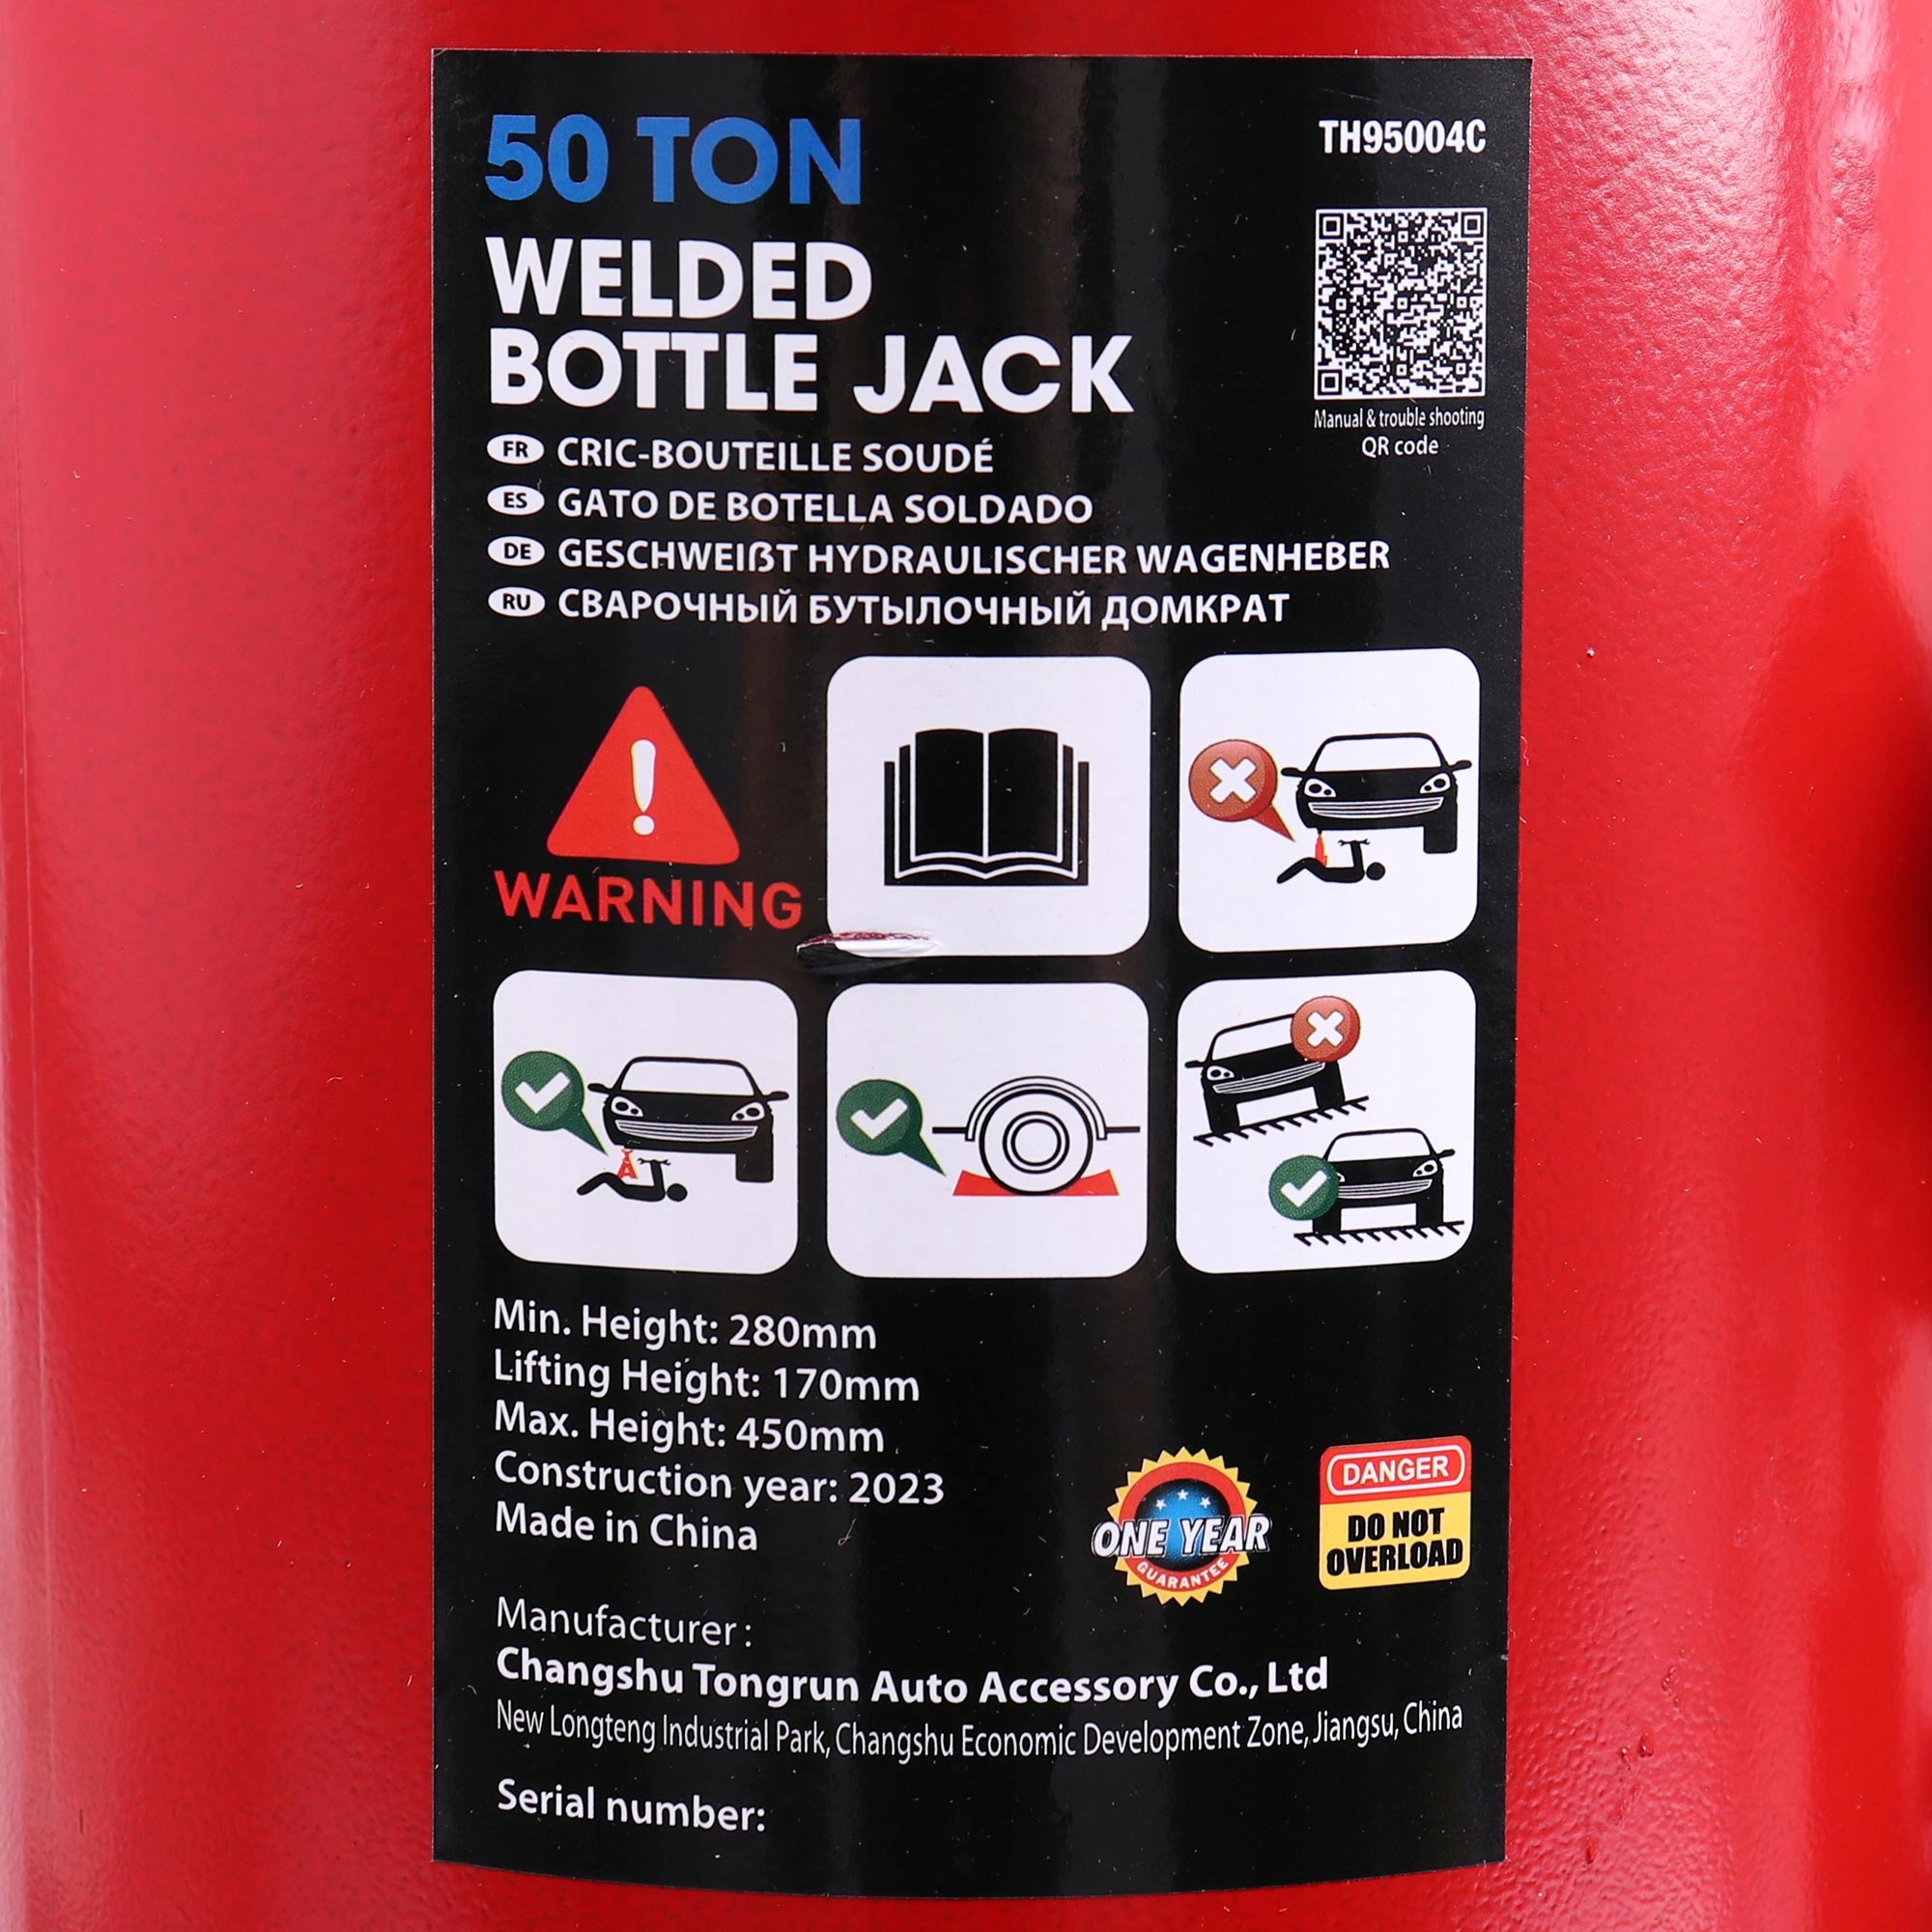 50 TON
TH95004C
WELDED
BOTTLE JACK
Manual & trouble shooting
QR code
FR CRIC-BOUTEILLE SOUDÉ
ES GATO DE BOTELLA SOLDADO
DE GESCHWEIßT HYDRAULISCHER WAGENHEBER
RU СВАРОЧНЫЙ БУТЫЛОЧНЫЙ ДОМКРАТ
WARNING
Min. Height: 280mm
Lifting Height: 170mm
Max. Height: 450mm
Construction year: 2023
Made in China
ONE YEAR
GUARANTEE
DANGER
DO NOT
OVERLOAD
Manufacturer :
Changshu Tongrun Auto Accessory Co., Ltd
New Longteng Industrial Park, Changshu Economic Development Zone, Jiangsu, China
Serial number: